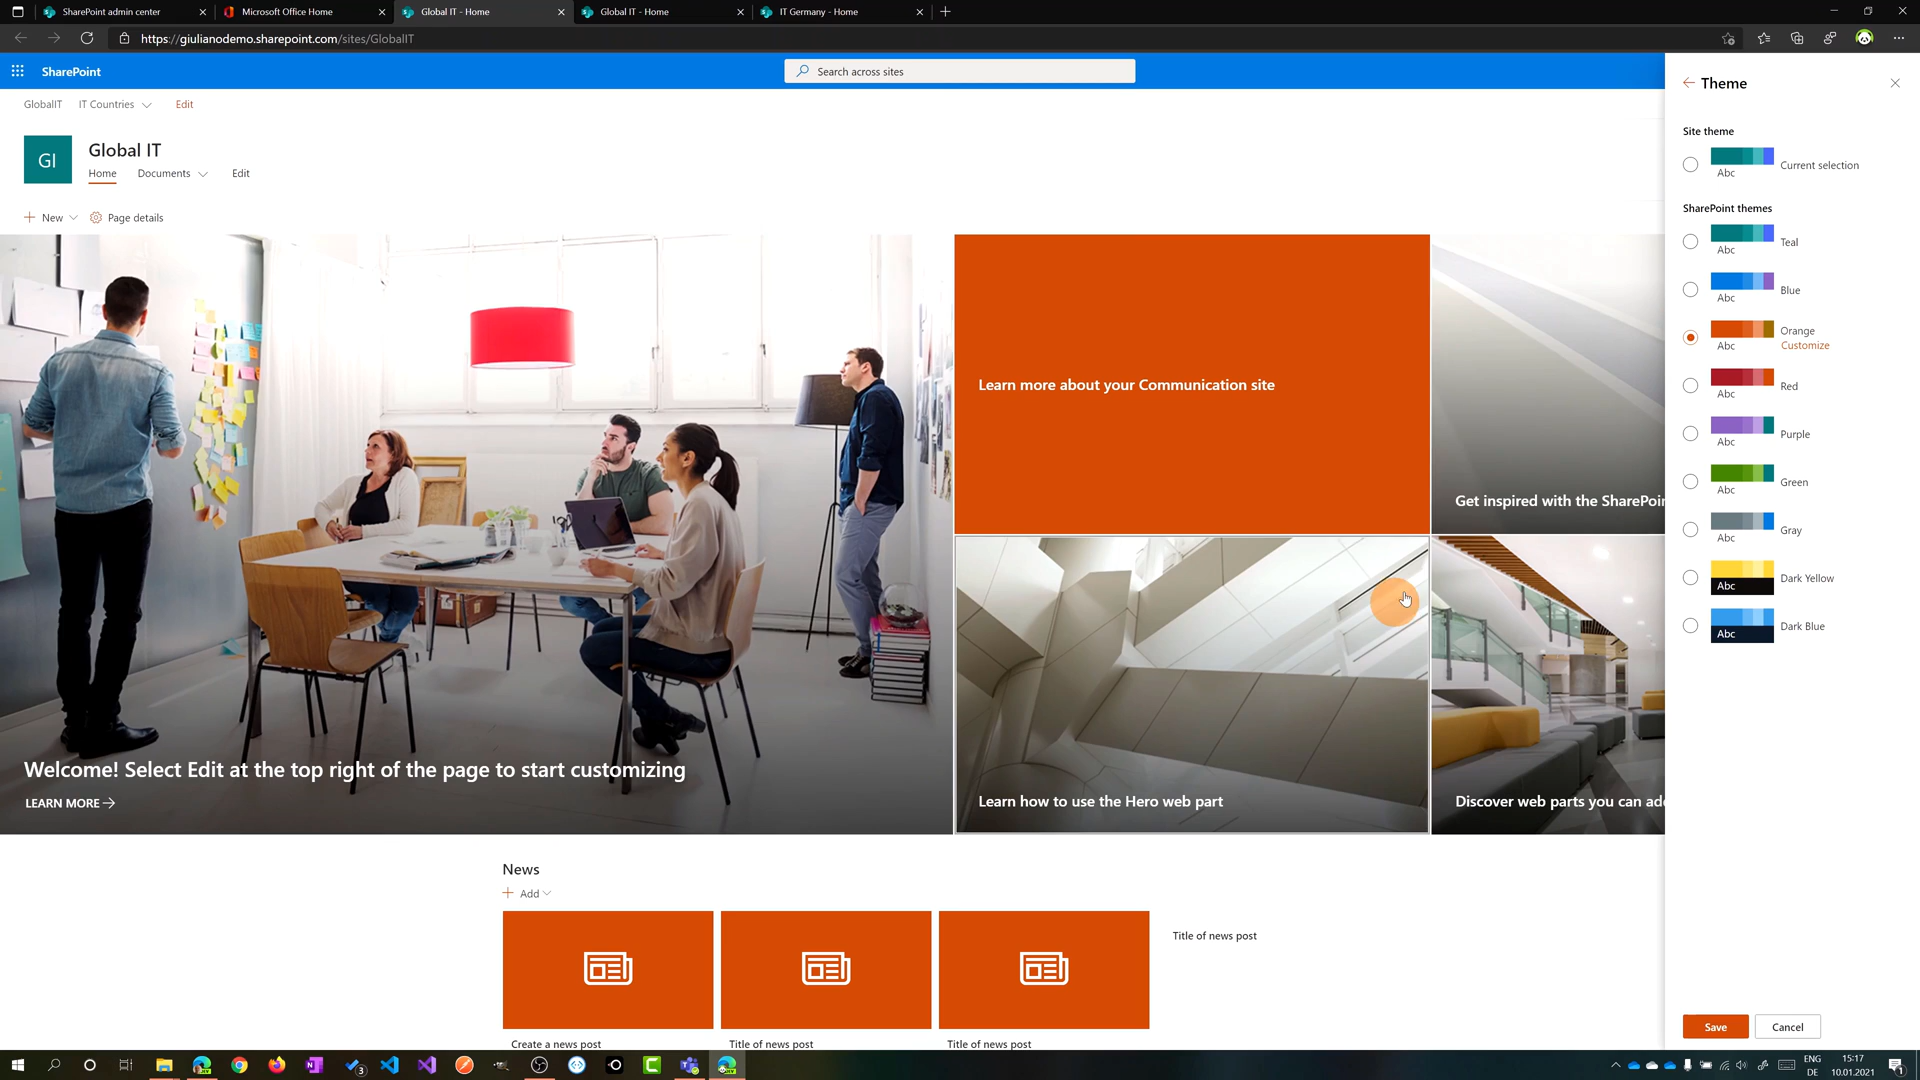 SharePoint admin center
Microsoft Office Home
Global IT - Home
Global IT - Home
IT Germany - Home
https://giulianodemo.sharepoint.com/sites/GlobalIT
SharePoint
Search across sites
GlobalIT IT Countries Edit
GI
Global IT
Home Documents Edit
New Page details
Learn more about your Communication site
Get inspired with the SharePoin
Welcome! Select Edit at the top right of the page to start customizing
LEARN MORE
Learn how to use the Hero web part
Discover web parts you can ad
News
Add
Title of news post
Create a news post
Title of news post
Title of news post
Theme
Site theme
Abc
Current selection
SharePoint themes
Abc
Teal
Abc
Blue
Abc
Orange
Customize
Abc
Red
Abc
Purple
Abc
Green
Abc
Gray
Abc
Dark Yellow
Abc
Dark Blue
Save
Cancel
3
ENG
DE
15:17
10.01.2021
1